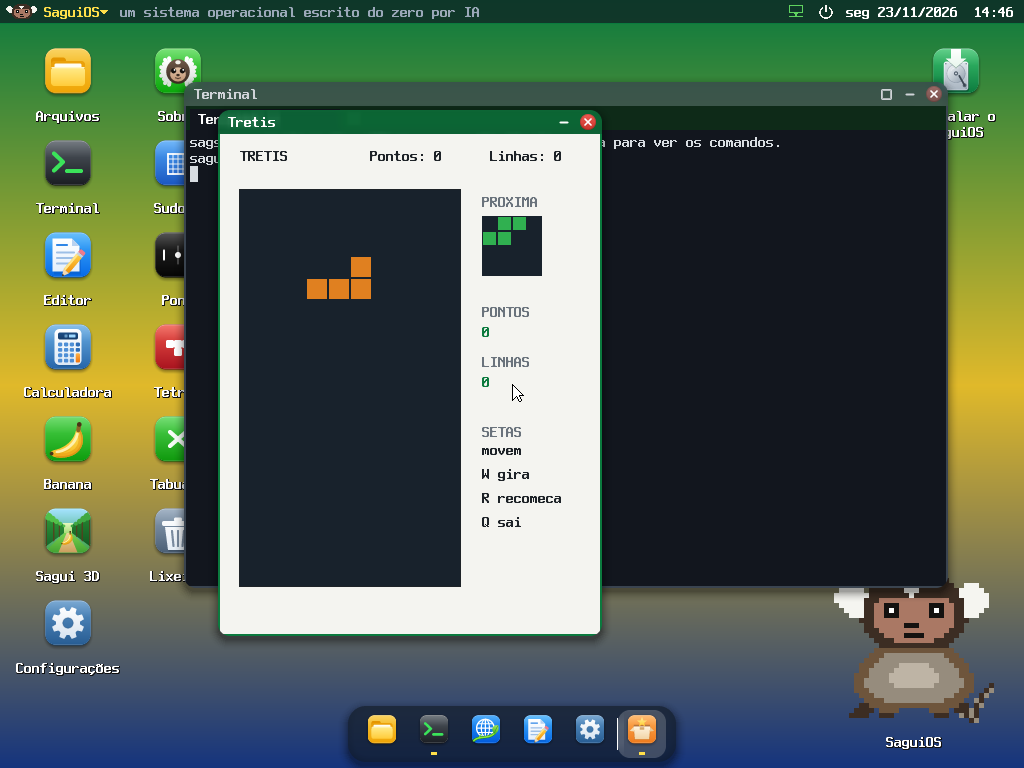 SaguiOS um sistema operacional escrito do zero por IA seg 23/11/2026 14:46
Arquivos
Terminal
Editor
Calculadora
Banana
Sagui 3D
Configurações
Terminal
Tretis
TRETIS Pontos: 0 Linhas: 0
para ver os comandos.
PROXIMA
PONTOS
0
LINHAS
0
SETAS
movem
W gira
R recomeca
Q sai
SaguiOS